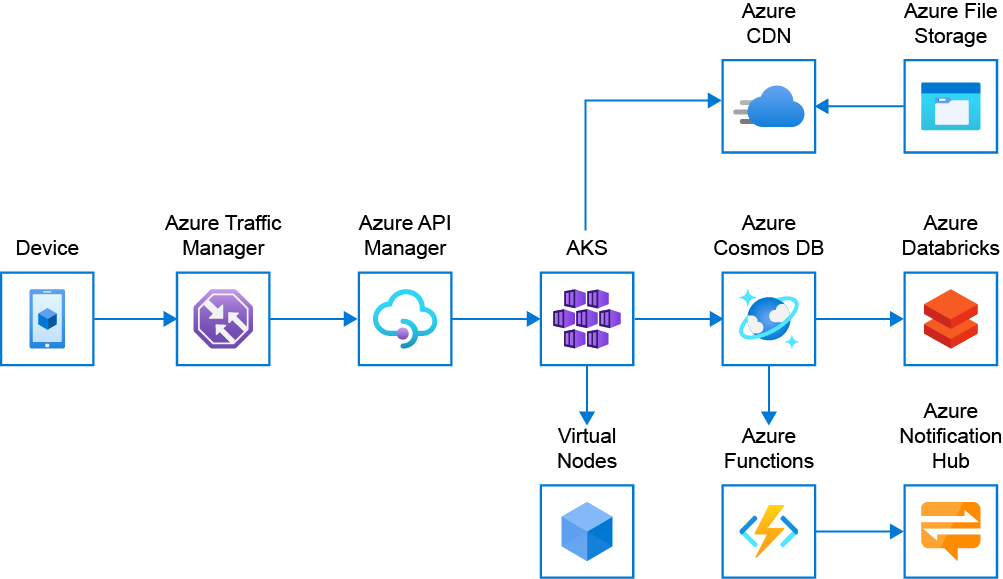 Azure
CDN
Azure File
Storage
Device
Azure Traffic
Manager
Azure API
Manager
AKS
Azure
Cosmos DB
Azure
Databricks
Virtual
Nodes
Azure
Functions
Azure
Notification
Hub